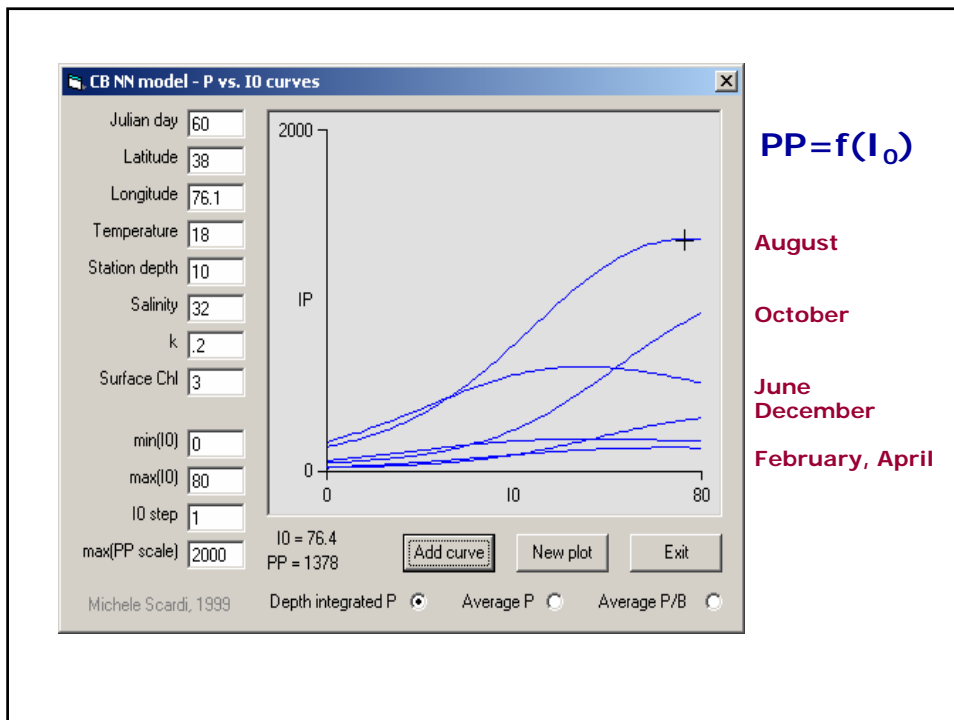 CB NN model - P vs. I0 curves
Julian day 60
Latitude 38
Longitude 76.1
Temperature 18
Station depth 10
Salinity 32
k .2
Surface Chl 3
min(I0) 0
max(I0) 80
I0 step 1
max(PP scale) 2000
Michele Scardi, 1999
2000
IP
0
0 I0 80
I0 = 76.4
PP = 1378
Add curve New plot Exit
Depth integrated P Average P Average P/B
PP=f(I₀)
August
October
June
December
February, April